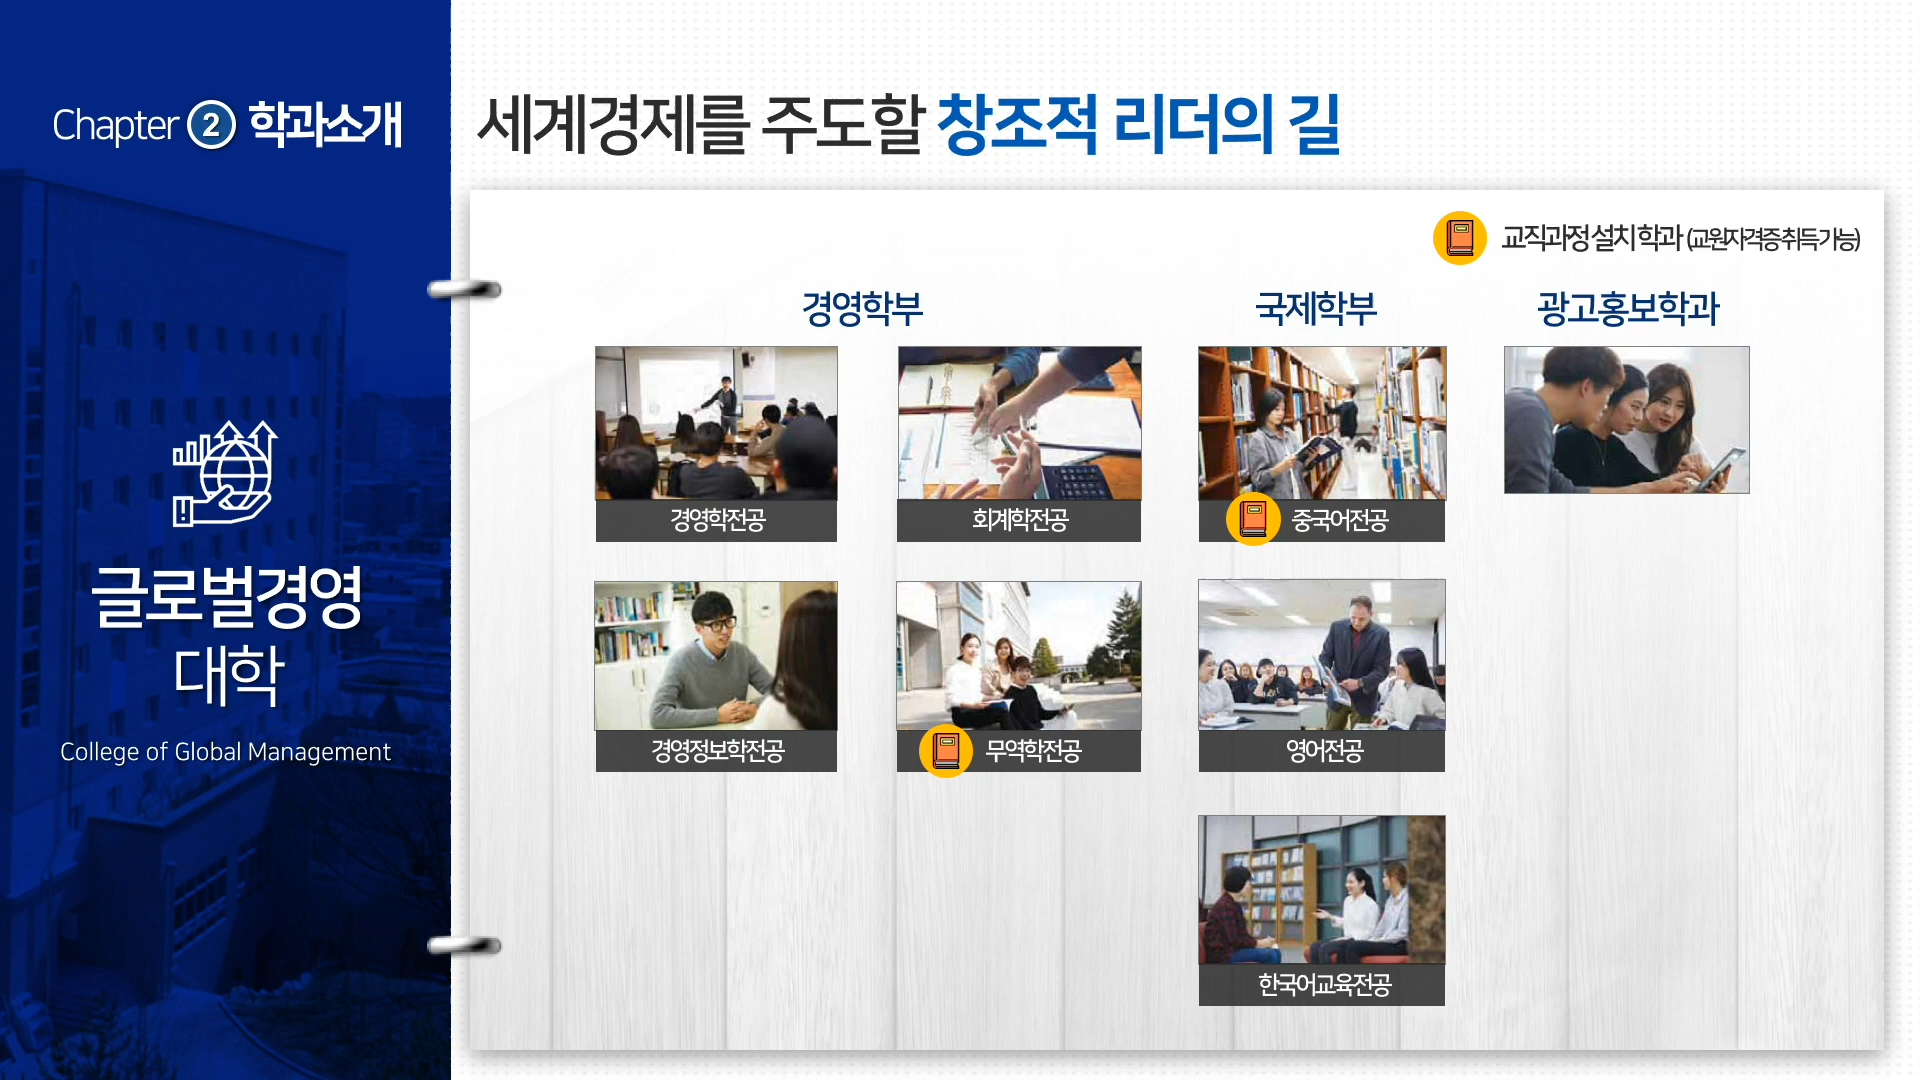 Chapter 2 학과소개
글로벌경영
대학
College of Global Management
세계경제를 주도할 창조적 리더의 길
교직과정 설치 학과 (교원자격증 취득 가능)
경영학부
국제학부
광고홍보학과
경영학전공
회계학전공
중국어전공
경영정보학전공
무역학전공
영어전공
한국어교육전공